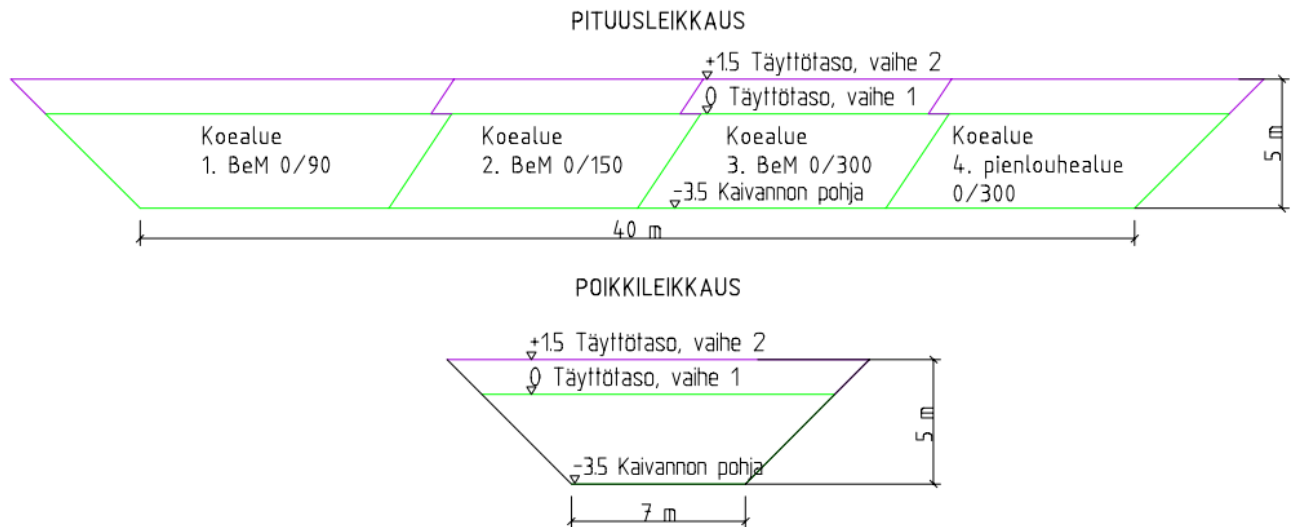 PITUUSLEIKKAUS
+1.5 Täyttötaso, vaihe 2
0 Täyttötaso, vaihe 1
Koealue
1. BeM 0/90
Koealue
2. BeM 0/150
Koealue
3. BeM 0/300
Koealue
4. pienlouhealue
0/300
-3.5 Kaivannon pohja
5 m
40 m
POIKKILEIKKAUS
+1.5 Täyttötaso, vaihe 2
0 Täyttötaso, vaihe 1
-3.5 Kaivannon pohja
5 m
7 m